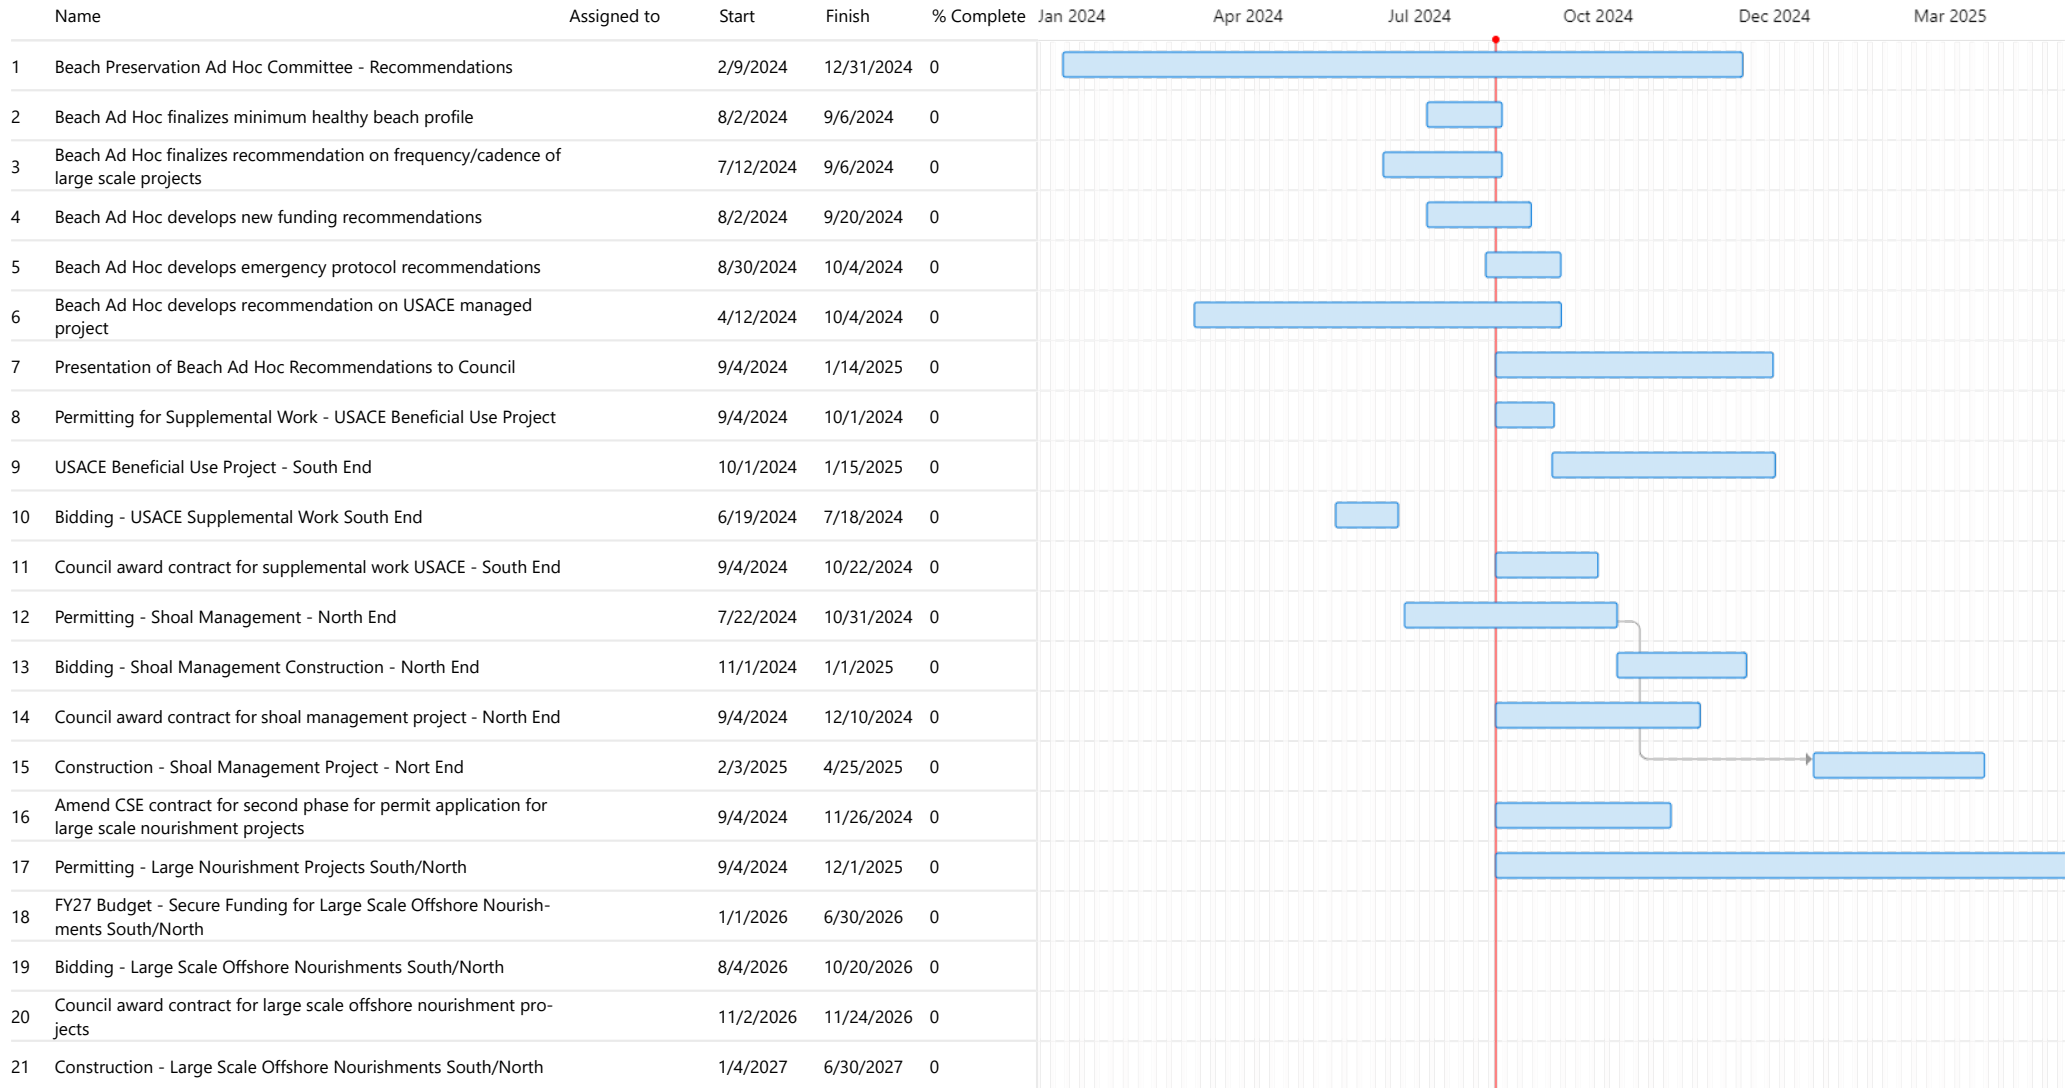 Name Assigned to Start Finish % Complete Jan 2024 Apr 2024 Jul 2024 Oct 2024 Dec 2024 Mar 2025
1 Beach Preservation Ad Hoc Committee - Recommendations 2/9/2024 12/31/2024 0
2 Beach Ad Hoc finalizes minimum healthy beach profile 8/2/2024 9/6/2024 0
Beach Ad Hoc finalizes recommendation on frequency/cadence of
3 large scale projects 7/12/2024 9/6/2024 0
4 Beach Ad Hoc develops new funding recommendations 8/2/2024 9/20/2024 0
5 Beach Ad Hoc develops emergency protocol recommendations 8/30/2024 10/4/2024 0
Beach Ad Hoc develops recommendation on USACE managed
6 project 4/12/2024 10/4/2024 0
7 Presentation of Beach Ad Hoc Recommendations to Council 9/4/2024 1/14/2025 0
8 Permitting for Supplemental Work - USACE Beneficial Use Project 9/4/2024 10/1/2024 0
9 USACE Beneficial Use Project - South End 10/1/2024 1/15/2025 0
10 Bidding - USACE Supplemental Work South End 6/19/2024 7/18/2024 0
11 Council award contract for supplemental work USACE - South End 9/4/2024 10/22/2024 0
12 Permitting - Shoal Management - North End 7/22/2024 10/31/2024 0
13 Bidding - Shoal Management Construction - North End 11/1/2024 1/1/2025 0
14 Council award contract for shoal management project - North End 9/4/2024 12/10/2024 0
15 Construction - Shoal Management Project - Nort End 2/3/2025 4/25/2025 0
Amend CSE contract for second phase for permit application for
16 large scale nourishment projects 9/4/2024 11/26/2024 0
17 Permitting - Large Nourishment Projects South/North 9/4/2024 12/1/2025 0
FY27 Budget - Secure Funding for Large Scale Offshore Nourish-
18 ments South/North 1/1/2026 6/30/2026 0
19 Bidding - Large Scale Offshore Nourishments South/North 8/4/2026 10/20/2026 0
Council award contract for large scale offshore nourishment pro-
20 jects 11/2/2026 11/24/2026 0
21 Construction - Large Scale Offshore Nourishments South/North 1/4/2027 6/30/2027 0